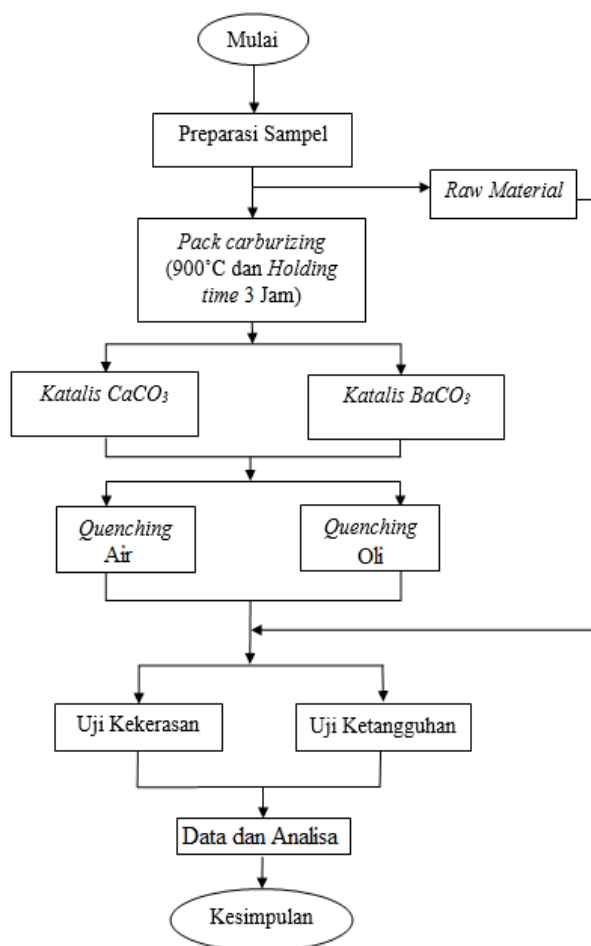 Mulai
Preparasi Sampel
Raw Material
Pack carburizing
(900˚C dan Holding
time 3 Jam)
Katalis CaCO₃
Katalis BaCO₃
Quenching
Air
Quenching
Oli
Uji Kekerasan
Uji Ketangguhan
Data dan Analisa
Kesimpulan